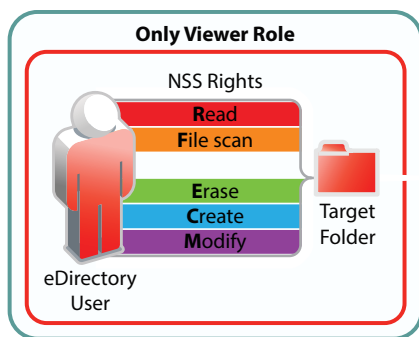 Only Viewer Role
NSS Rights
Read
File scan
Erase
Create
Modify
eDirectory
User
Target
Folder